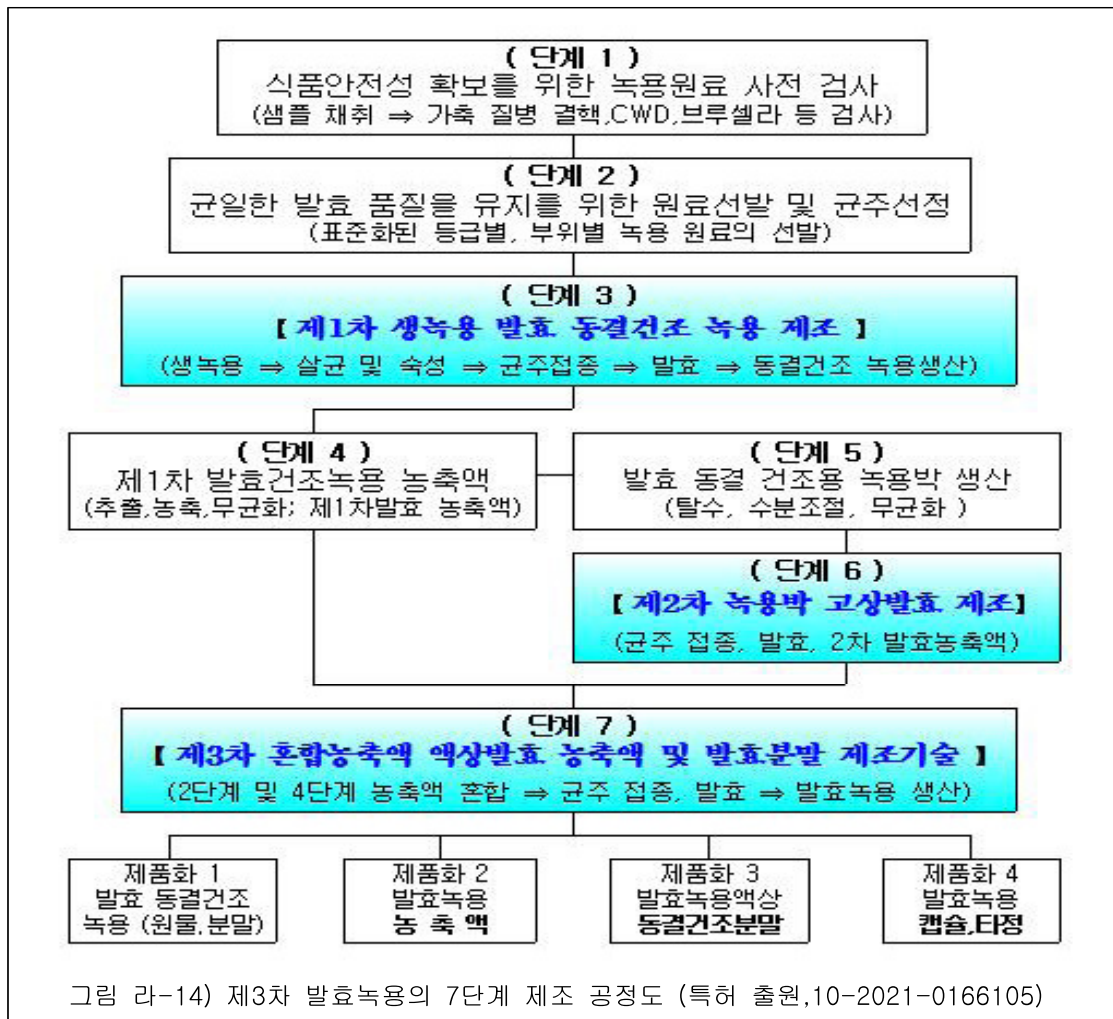 ( 단계 1 )
식품안전성 확보를 위한 녹용원료 사전 검사
(샘플 채취 ⇒ 가축 질병 결핵,CWD,브루셀라 등 검사)
( 단계 2 )
균일한 발효 품질을 유지를 위한 원료선발 및 균주선정
(표준화된 등급별, 부위별 녹용 원료의 선발)
( 단계 3 )
【 제1차 생녹용 발효 동결건조 녹용 제조 】
(생녹용 ⇒ 살균 및 숙성 ⇒ 균주접종 ⇒ 발효 ⇒ 동결건조 녹용생산)
( 단계 4 )
제1차 발효건조녹용 농축액
(추출,농축,무균화; 제1차발효 농축액)
( 단계 5 )
발효 동결 건조용 녹용박 생산
(탈수, 수분조절, 무균화 )
( 단계 6 )
【 제2차 녹용박 고상발효 제조】
(균주 접종, 발효, 2차 발효농축액)
( 단계 7 )
【 제3차 혼합농축액 액상발효 농축액 및 발효분말 제조기술 】
(2단계 및 4단계 농축액 혼합 ⇒ 균주 접종, 발효 ⇒ 발효녹용 생산)
제품화 1
발효 동결건조
녹용 (원물,분말)
제품화 2
발효녹용
농 축 액
제품화 3
발효녹용액상
동결건조분말
제품화 4
발효녹용
캡슐,타정
그림 라-14) 제3차 발효녹용의 7단계 제조 공정도 (특허 출원,10-2021-0166105)